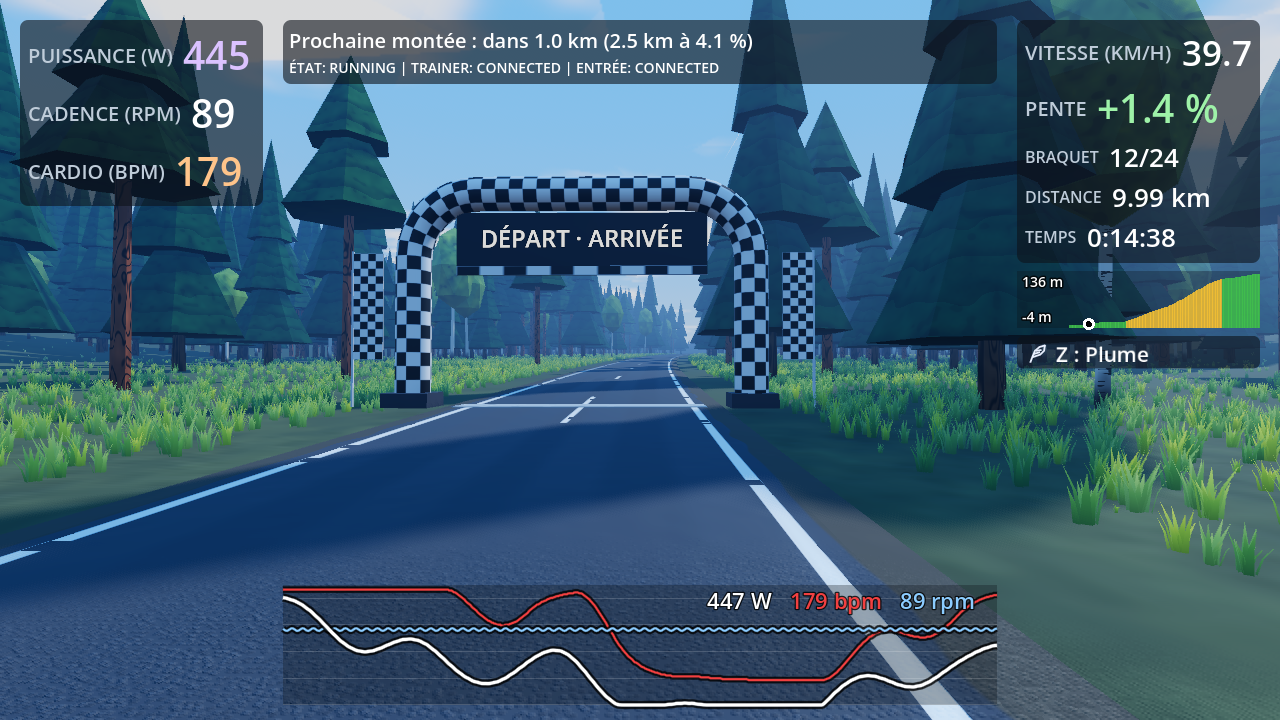 PUISSANCE (W) 445
CADENCE (RPM) 89
CARDIO (BPM) 179
Prochaine montée : dans 1.0 km (2.5 km à 4.1 %)
ÉTAT: RUNNING | TRAINER: CONNECTED | ENTRÉE: CONNECTED
VITESSE (KM/H) 39.7
PENTE +1.4 %
BRAQUET 12/24
DISTANCE 9.99 km
TEMPS 0:14:38
136 m
-4 m
Z : Plume
DÉPART · ARRIVÉE
447 W 179 bpm 89 rpm